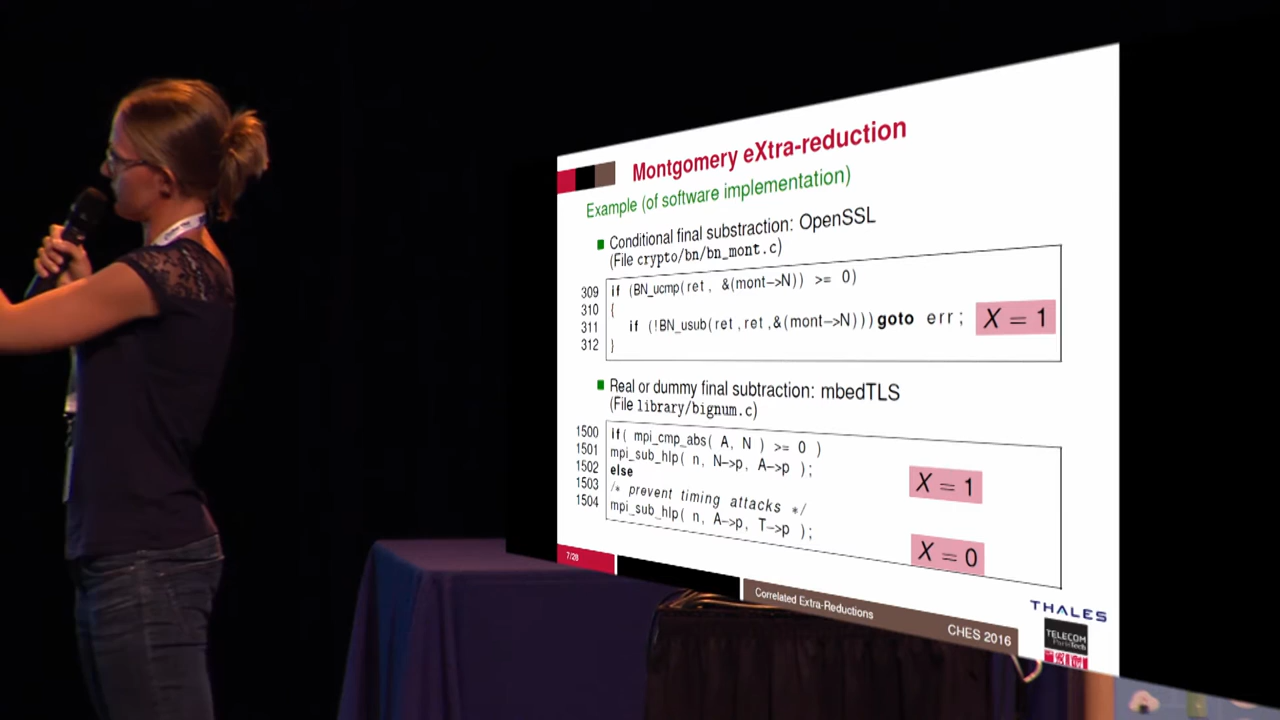 Montgomery eXtra-reduction
Example (of software implementation)
Conditional final substraction: OpenSSL
(File crypto/bn/bn_mont.c)
309 if (BN_ucmp(ret, &(mont->N)) >= 0)
310 {
311 if (!BN_usub(ret,ret,&(mont->N)))goto err;
312 }
X = 1
Real or dummy final subtraction: mbedTLS
(File library/bignum.c)
1500 if( mpi_cmp_abs( A, N ) >= 0 )
1501 mpi_sub_hlp( n, N->p, A->p );
1502 else
1503 /* prevent timing attacks */
1504 mpi_sub_hlp( n, A->p, T->p );
X = 1
X = 0
7/28
Correlated Extra-Reductions
CHES 2016
THALES
TELECOM
ParisTech